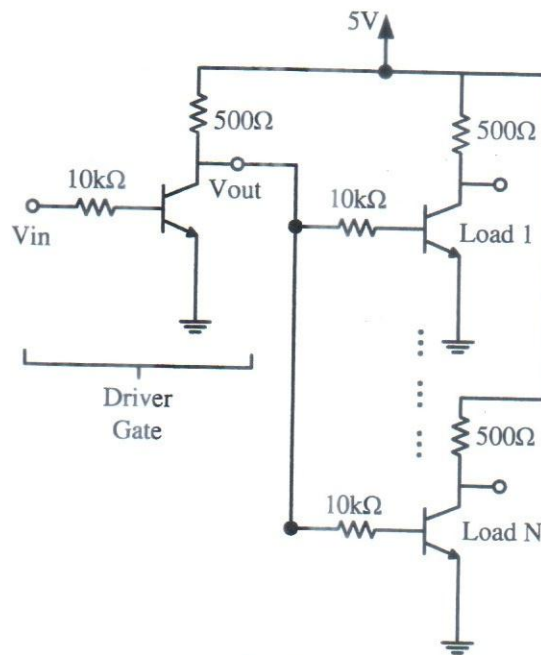 5V
500Ω
500Ω
10kΩ
Vout
10kΩ
Vin
Load 1
Driver
Gate
500Ω
10kΩ
Load N